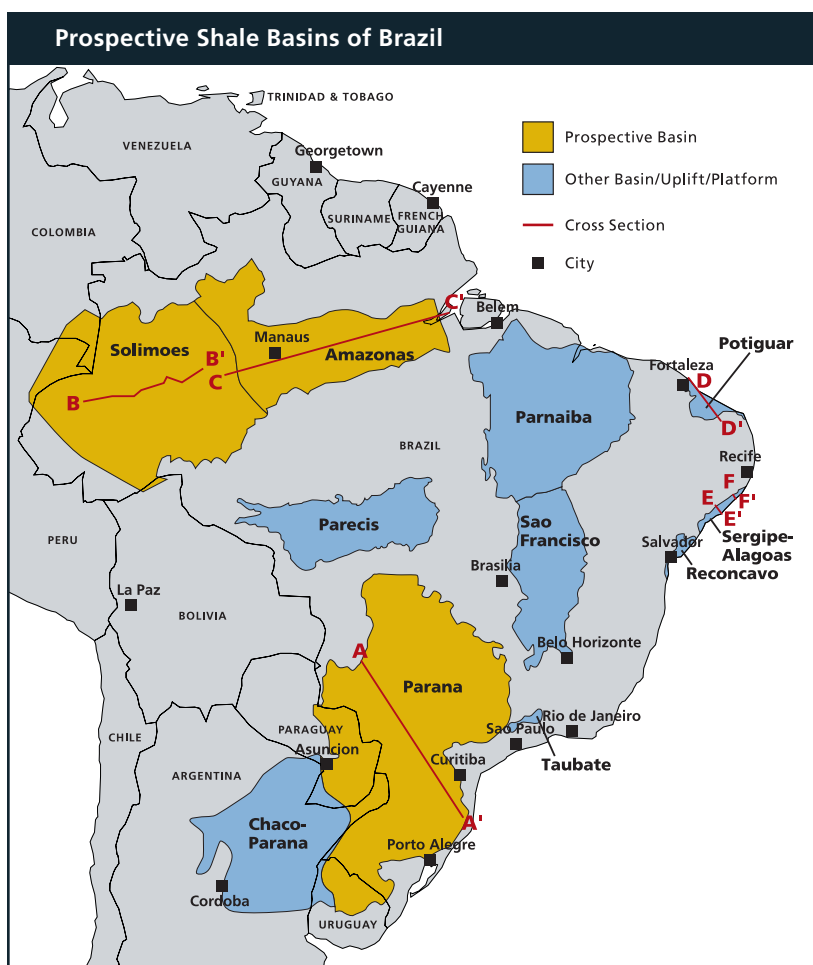 Prospective Shale Basins of Brazil
TRINIDAD & TOBAGO
VENEZUELA
Georgetown
GUYANA
Cayenne
SURINAME
FRENCH
GUIANA
COLOMBIA
Prospective Basin
Other Basin/Uplift/Platform
Cross Section
City
C'
Belem
Solimoes
Manaus
Amazonas
B'
C
B
Fortaleza
D
Potiguar
D'
Parnaiba
BRAZIL
Recife
F
E
F'
E'
Sergipe-
Alagoas
Parecis
Sao
Francisco
Salvador
Reconcavo
PERU
Brasilia
La Paz
BOLIVIA
Belo Horizonte
A
Parana
CHILE
PARAGUAY
Asuncion
Rio de Janeiro
Sao Paulo
Taubate
Curitiba
ARGENTINA
Chaco-
Parana
A'
Porto Alegre
Cordoba
URUGUAY